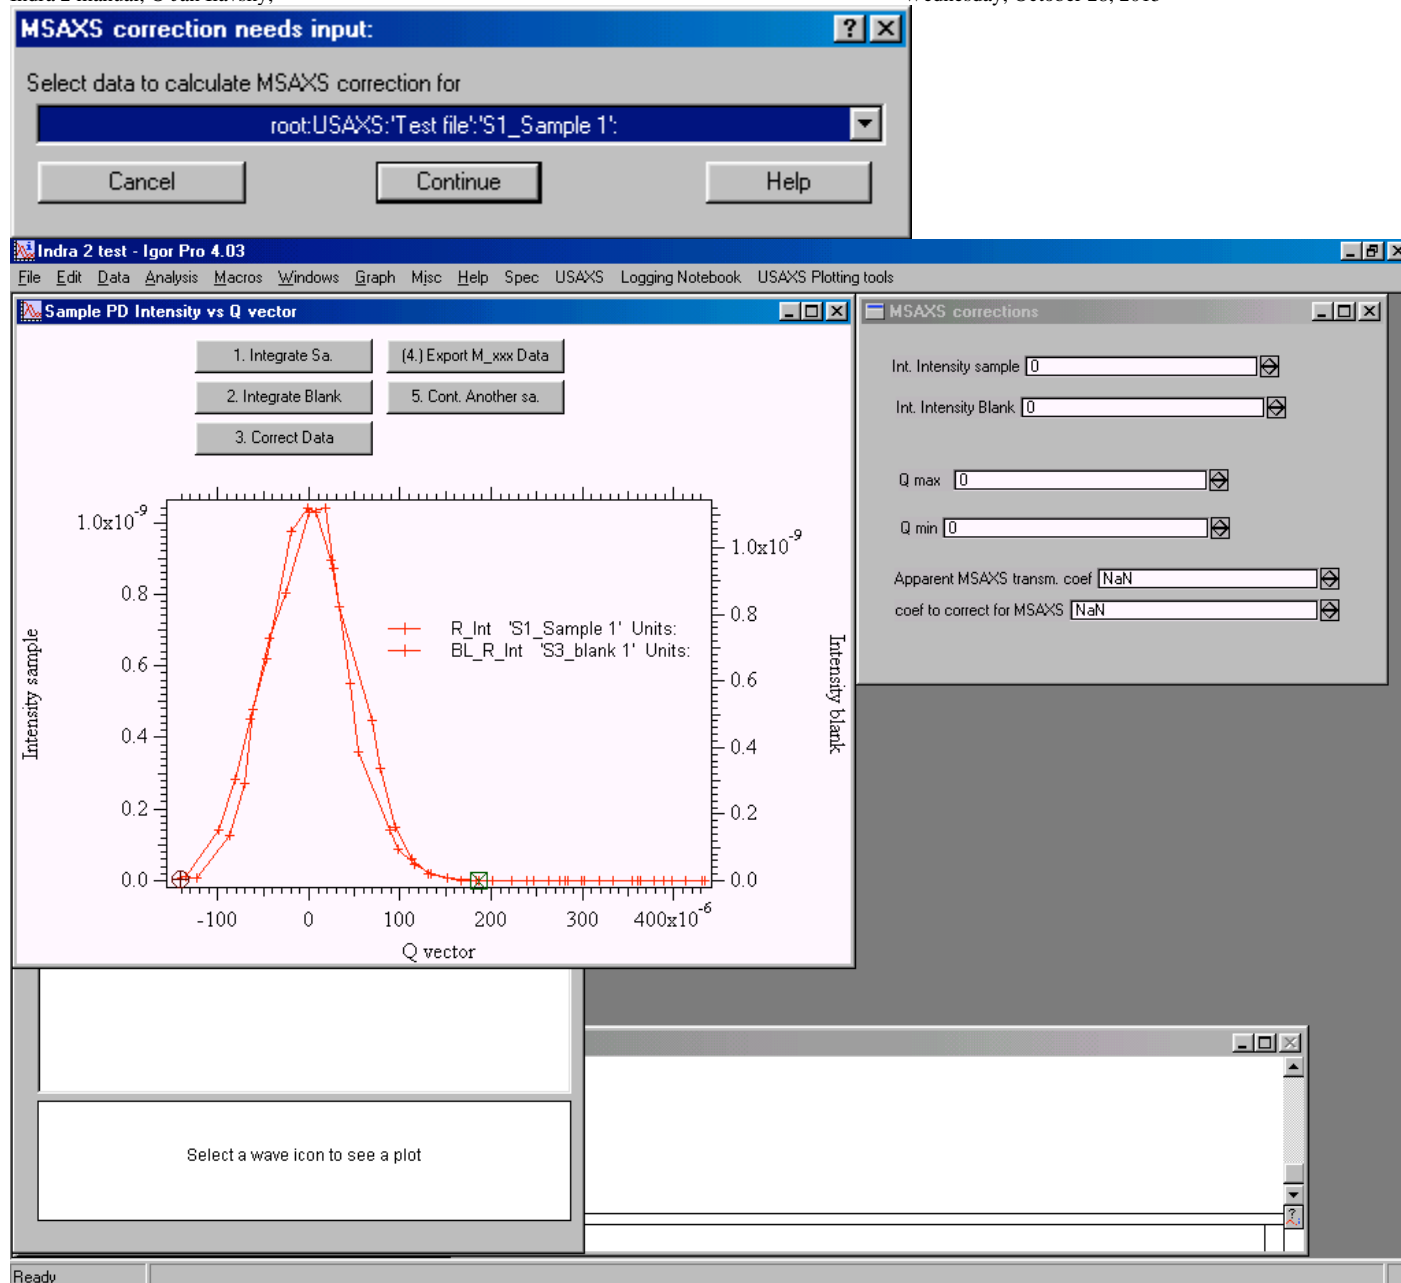 MSAXS correction needs input:
Select data to calculate MSAXS correction for
root:USAXS:'Test file':'S1_Sample 1':
Cancel Continue Help
Indra 2 test - Igor Pro 4.03
File Edit Data Analysis Macros Windows Graph Misc Help Spec USAXS Logging Notebook USAXS Plotting tools
Sample PD Intensity vs Q vector
1. Integrate Sa. (4.) Export M_xxx Data
2. Integrate Blank 5. Cont. Another sa.
3. Correct Data
1.0x10-9
0.8
0.6
0.4
0.2
0.0
Intensity sample
R_Int 'S1_Sample 1' Units:
BL_R_Int 'S3_blank 1' Units:
1.0x10-9
0.8
0.6
0.4
0.2
0.0
Intensity blank
-100 0 100 200 300 400x10-6
Q vector
MSAXS corrections
Int. Intensity sample 0
Int. Intensity Blank 0
Q max 0
Q min 0
Apparent MSAXS transm. coef NaN
coef to correct for MSAXS NaN
Select a wave icon to see a plot
Ready